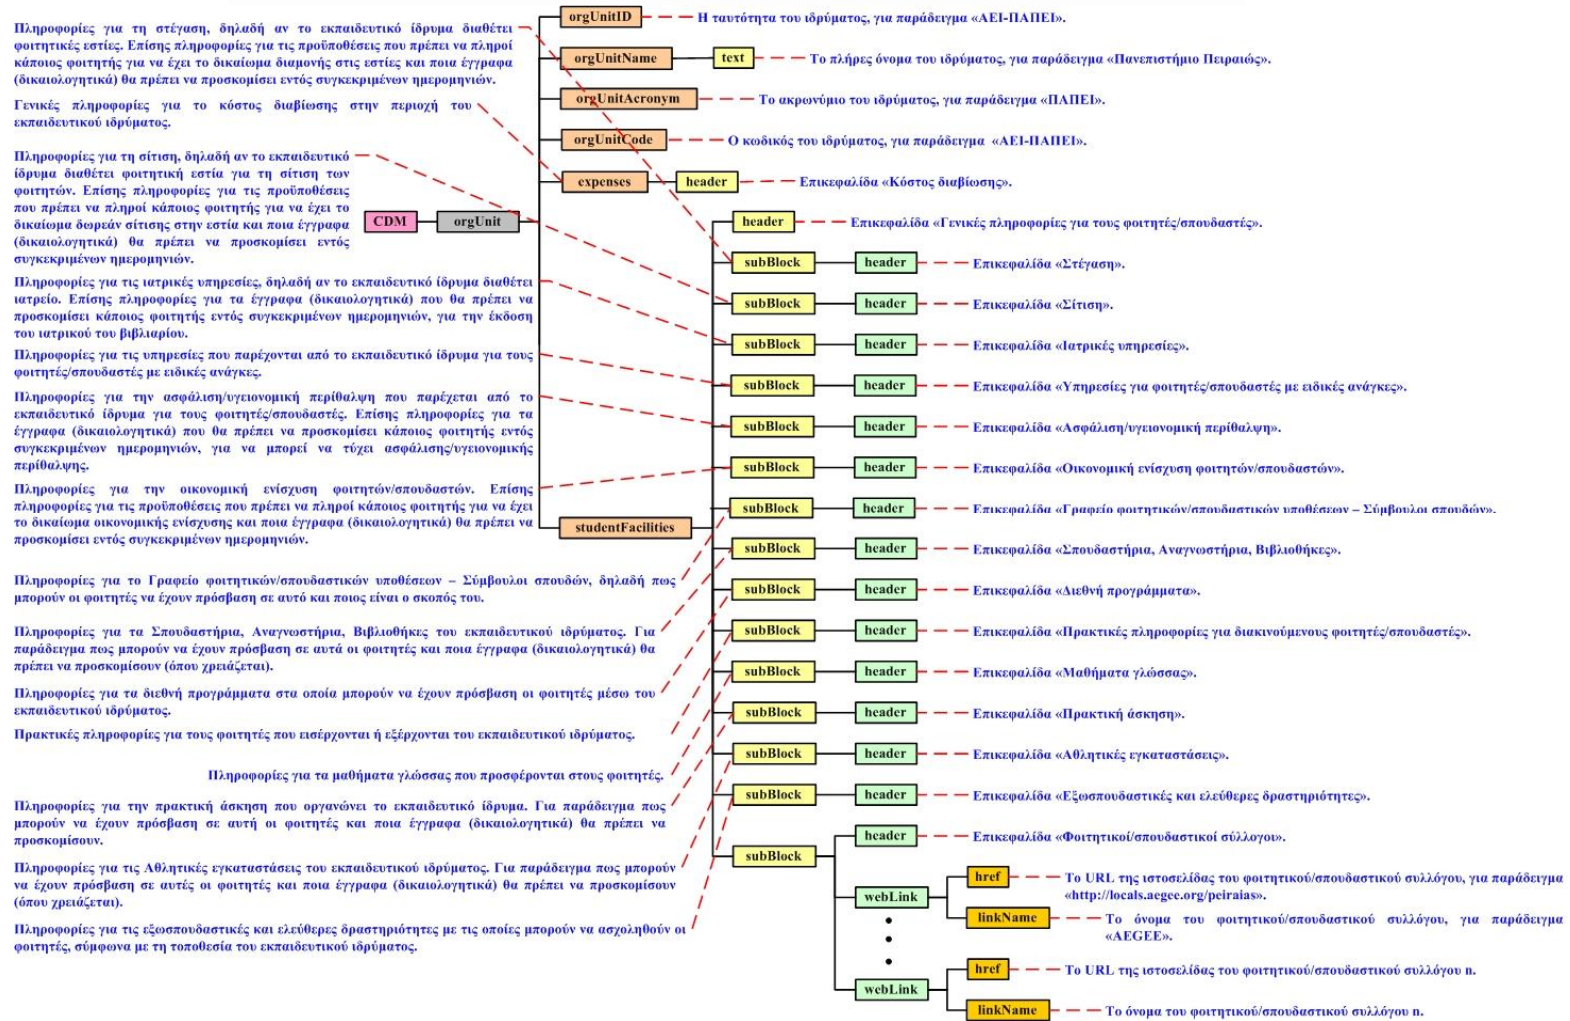 Πληροφορίες για τη στέγαση, δηλαδή αν το εκπαιδευτικό ίδρυμα διαθέτει
φοιτητικές εστίες. Επίσης πληροφορίες για τις προϋποθέσεις που πρέπει να πληροί
κάποιος φοιτητής για να έχει το δικαίωμα διαμονής στις εστίες και ποια έγγραφα
(δικαιολογητικά) θα πρέπει να προσκομίσει εντός συγκεκριμένων ημερομηνιών.
Γενικές πληροφορίες για το κόστος διαβίωσης στην περιοχή του
εκπαιδευτικού ιδρύματος.
Πληροφορίες για τη σίτιση, δηλαδή αν το εκπαιδευτικό
ίδρυμα διαθέτει φοιτητική εστία για τη σίτιση των
φοιτητών. Επίσης πληροφορίες για τις προϋποθέσεις
που πρέπει να πληροί κάποιος φοιτητής για να έχει το
δικαίωμα δωρεάν σίτισης στην εστία και ποια έγγραφα
(δικαιολογητικά) θα πρέπει να προσκομίσει εντός
συγκεκριμένων ημερομηνιών.
Πληροφορίες για τις ιατρικές υπηρεσίες, δηλαδή αν το εκπαιδευτικό ίδρυμα διαθέτει
ιατρείο. Επίσης πληροφορίες για τα έγγραφα (δικαιολογητικά) που θα πρέπει να
προσκομίσει κάποιος φοιτητής εντός συγκεκριμένων ημερομηνιών, για την έκδοση
του ιατρικού του βιβλιαρίου.
Πληροφορίες για τις υπηρεσίες που παρέχονται από το εκπαιδευτικό ίδρυμα για τους
φοιτητές/σπουδαστές με ειδικές ανάγκες.
Πληροφορίες για την ασφάλιση/υγειονομική περίθαλψη που παρέχεται από το
εκπαιδευτικό ίδρυμα για τους φοιτητές/σπουδαστές. Επίσης πληροφορίες για τα
έγγραφα (δικαιολογητικά) που θα πρέπει να προσκομίσει κάποιος φοιτητής εντός
συγκεκριμένων ημερομηνιών, για να μπορεί να τύχει ασφάλισης/υγειονομικής
περίθαλψης.
Πληροφορίες για την οικονομική ενίσχυση φοιτητών/σπουδαστών. Επίσης
πληροφορίες για τις προϋποθέσεις που πρέπει να πληροί κάποιος φοιτητής για να έχει
το δικαίωμα οικονομικής ενίσχυσης και ποια έγγραφα (δικαιολογητικά) θα πρέπει να
προσκομίσει εντός συγκεκριμένων ημερομηνιών.
Πληροφορίες για το Γραφείο φοιτητικών/σπουδαστικών υποθέσεων – Σύμβουλοι σπουδών, δηλαδή πως
μπορούν οι φοιτητές να έχουν πρόσβαση σε αυτό και ποιος είναι ο σκοπός του.
Πληροφορίες για τα Σπουδαστήρια, Αναγνωστήρια, Βιβλιοθήκες του εκπαιδευτικού ιδρύματος. Για
παράδειγμα πως μπορούν να έχουν πρόσβαση σε αυτά οι φοιτητές και ποια έγγραφα (δικαιολογητικά) θα
πρέπει να προσκομίσουν (όπου χρειάζεται).
Πληροφορίες για τα διεθνή προγράμματα στα οποία μπορούν να έχουν πρόσβαση οι φοιτητές μέσω του
εκπαιδευτικού ιδρύματος.
Πρακτικές πληροφορίες για τους φοιτητές που εισέρχονται ή εξέρχονται του εκπαιδευτικού ιδρύματος.
Πληροφορίες για τα μαθήματα γλώσσας που προσφέρονται στους φοιτητές.
Πληροφορίες για την πρακτική άσκηση που οργανώνει το εκπαιδευτικό ίδρυμα. Για παράδειγμα πως
μπορούν να έχουν πρόσβαση σε αυτή οι φοιτητές και ποια έγγραφα (δικαιολογητικά) θα πρέπει να
προσκομίσουν.
Πληροφορίες για τις Αθλητικές εγκαταστάσεις του εκπαιδευτικού ιδρύματος. Για παράδειγμα πως μπορούν
να έχουν πρόσβαση σε αυτές οι φοιτητές και ποια έγγραφα (δικαιολογητικά) θα πρέπει να προσκομίσουν
(όπου χρειάζεται).
Πληροφορίες για τις εξωσπουδαστικές και ελεύθερες δραστηριότητες με τις οποίες μπορούν να ασχοληθούν οι
φοιτητές, σύμφωνα με τη τοποθεσία του εκπαιδευτικού ιδρύματος.
CDM orgUnit
orgUnitID Η ταυτότητα του ιδρύματος, για παράδειγμα «ΑΕΙ-ΠΑΠΕΙ».
orgUnitName text Το πλήρες όνομα του ιδρύματος, για παράδειγμα «Πανεπιστήμιο Πειραιώς».
orgUnitAcronym Το ακρωνύμιο του ιδρύματος, για παράδειγμα «ΠΑΠΕΙ».
orgUnitCode Ο κωδικός του ιδρύματος, για παράδειγμα «ΑΕΙ-ΠΑΠΕΙ».
expenses header Επικεφαλίδα «Κόστος διαβίωσης».
studentFacilities
header Επικεφαλίδα «Γενικές πληροφορίες για τους φοιτητές/σπουδαστές».
subBlock header Επικεφαλίδα «Στέγαση».
subBlock header Επικεφαλίδα «Σίτιση».
subBlock header Επικεφαλίδα «Ιατρικές υπηρεσίες».
subBlock header Επικεφαλίδα «Υπηρεσίες για φοιτητές/σπουδαστές με ειδικές ανάγκες».
subBlock header Επικεφαλίδα «Ασφάλιση/υγειονομική περίθαλψη».
subBlock header Επικεφαλίδα «Οικονομική ενίσχυση φοιτητών/σπουδαστών».
subBlock header Επικεφαλίδα «Γραφείο φοιτητικών/σπουδαστικών υποθέσεων – Σύμβουλοι σπουδών».
subBlock header Επικεφαλίδα «Σπουδαστήρια, Αναγνωστήρια, Βιβλιοθήκες».
subBlock header Επικεφαλίδα «Διεθνή προγράμματα».
subBlock header Επικεφαλίδα «Πρακτικές πληροφορίες για διακινούμενους φοιτητές/σπουδαστές».
subBlock header Επικεφαλίδα «Μαθήματα γλώσσας».
subBlock header Επικεφαλίδα «Πρακτική άσκηση».
subBlock header Επικεφαλίδα «Αθλητικές εγκαταστάσεις».
subBlock header Επικεφαλίδα «Εξωσπουδαστικές και ελεύθερες δραστηριότητες».
subBlock header Επικεφαλίδα «Φοιτητικοί/σπουδαστικοί σύλλογοι».
webLink
href Το URL της ιστοσελίδας του φοιτητικού/σπουδαστικού συλλόγου, για παράδειγμα
«http://locals.aegee.org/peiraias».
linkName Το όνομα του φοιτητικού/σπουδαστικού συλλόγου, για παράδειγμα
«AEGEE».
webLink
href Το URL της ιστοσελίδας του φοιτητικού/σπουδαστικού συλλόγου n.
linkName Το όνομα του φοιτητικού/σπουδαστικού συλλόγου n.